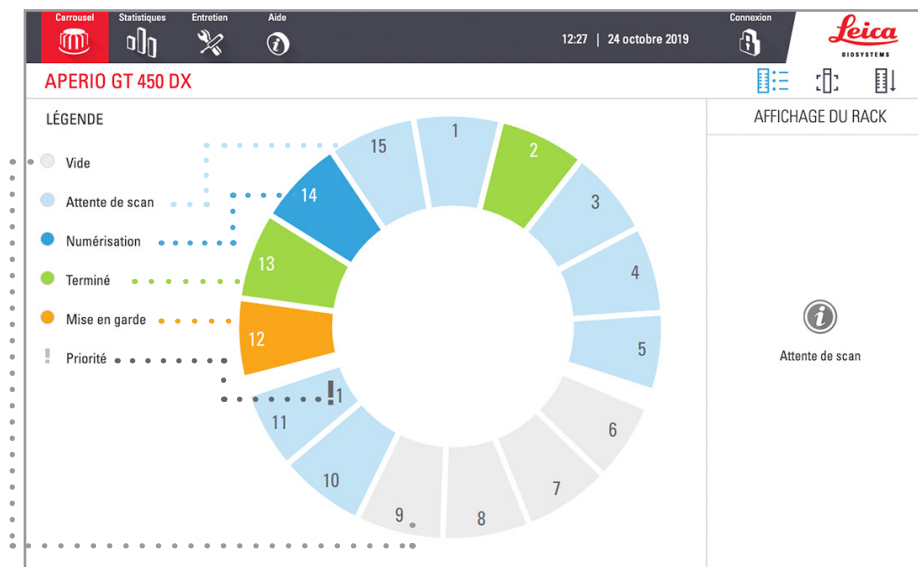 Carrousel
Statistiques
Entretien
Aide
12:27 | 24 octobre 2019
Connexion
Leica
BIOSYSTEMS
APERIO GT 450 DX
LÉGENDE
Vide
Attente de scan
Numérisation
Terminé
Mise en garde
! Priorité
1
2
3
4
5
6
7
8
9
10
11
!1
12
13
14
15
AFFICHAGE DU RACK
Attente de scan